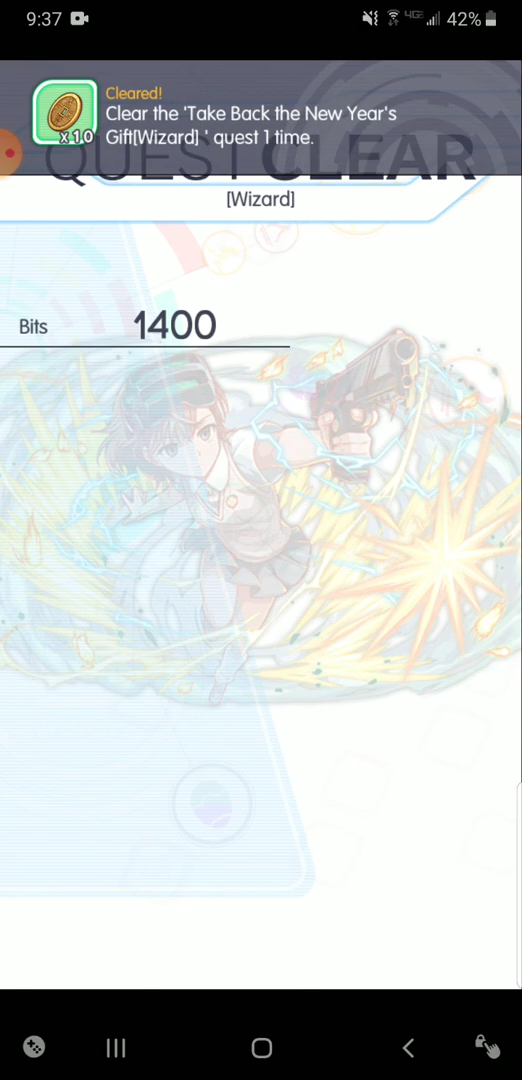 9:37
4GE 42%
Cleared!
Clear the 'Take Back the New Year's
x10 Gift[Wizard] ' quest 1 time.
QUEST CLEAR
[Wizard]
Bits 1400